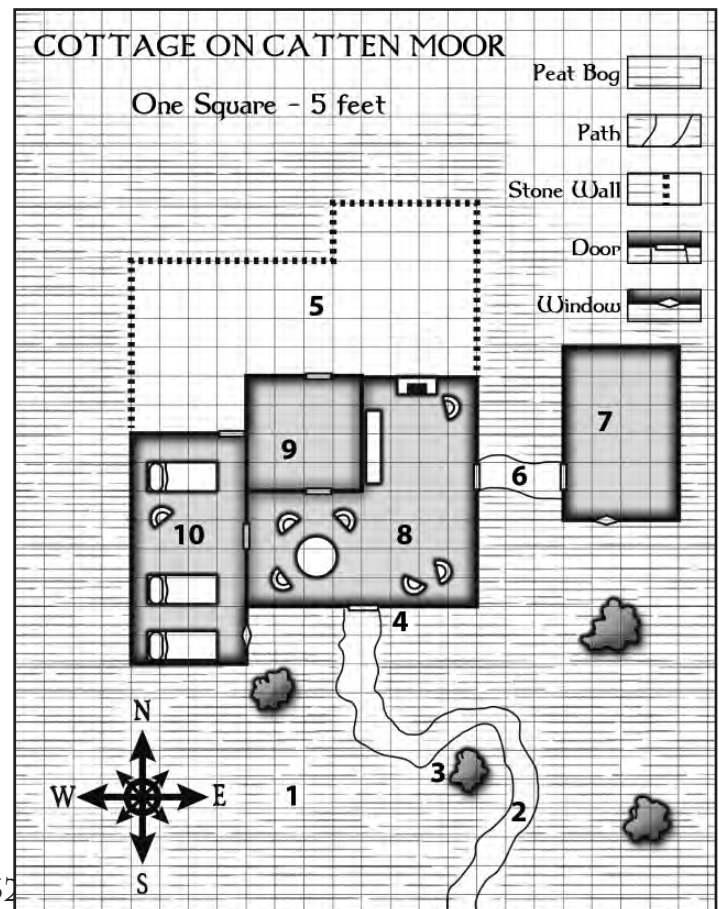 COTTAGE ON CATTEN MOOR
One Square - 5 feet
Peat Bog
Path
Stone Wall
Door
Window
5
7
9
6
10
8
4
N
3
W
E
1
2
S